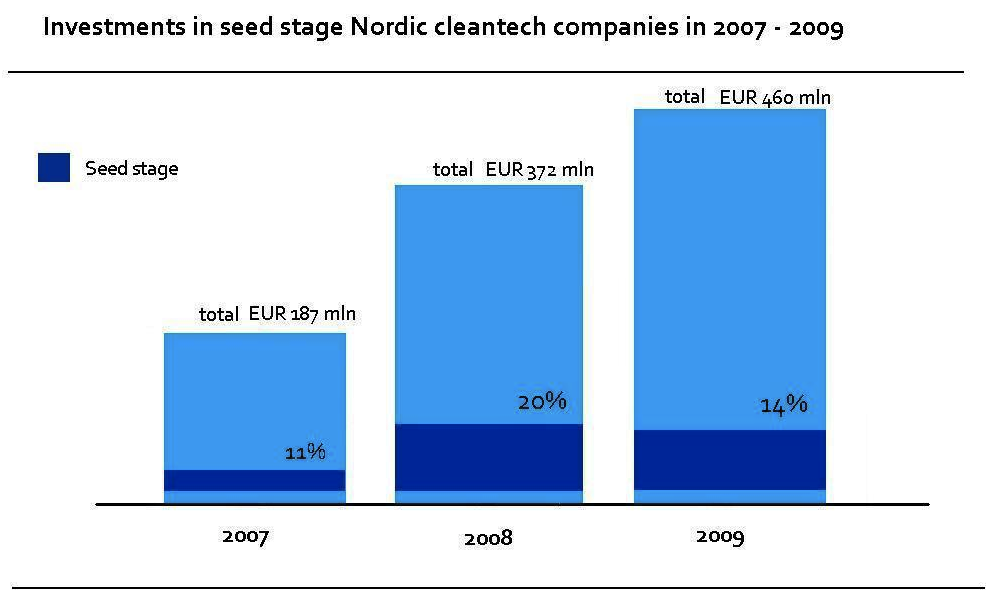 Investments in seed stage Nordic cleantech companies in 2007 - 2009
total EUR 460 mln
Seed stage
total EUR 372 mln
total EUR 187 mln
20%
14%
11%
2007
2008
2009